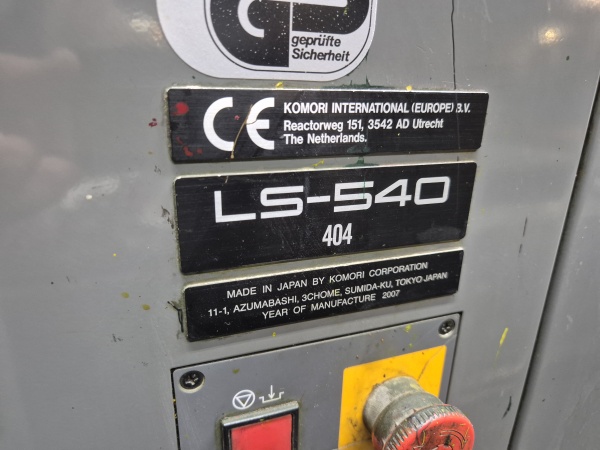 geprüfte
Sicherheit
CE KOMORI INTERNATIONAL (EUROPE) B.V.
Reactorweg 151, 3542 AD Utrecht
The Netherlands.
LS-540
404
MADE IN JAPAN BY KOMORI CORPORATION
11-1, AZUMABASHI, 3CHOME, SUMIDA-KU, TOKYO JAPAN
YEAR OF MANUFACTURE 2007